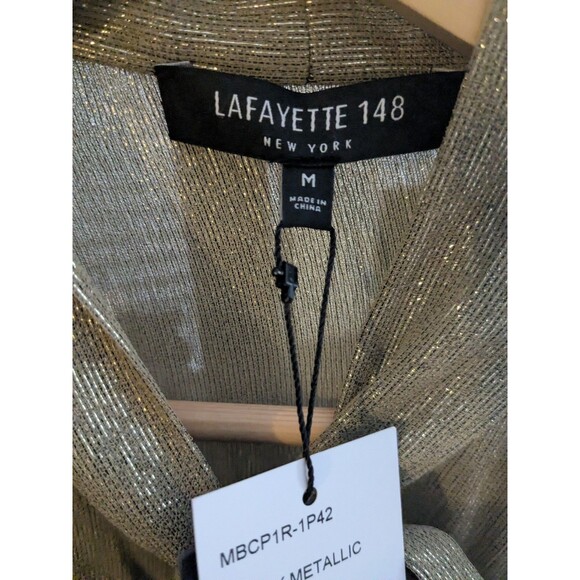 LAFAYETTE 148
NEW YORK
M
MADE IN
CHINA
MBCP1R-1P42
METALLIC